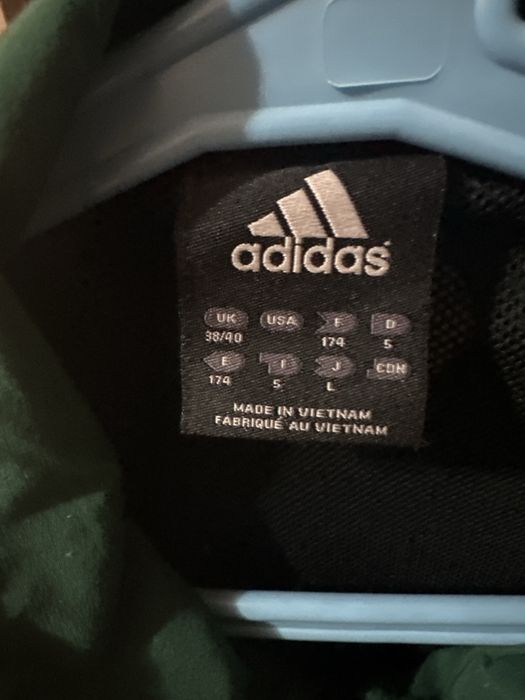 adidas
UK USA F D
38/40 174 5
E I J CDN
174 5 L
MADE IN VIETNAM
FABRIQUÉ AU VIETNAM